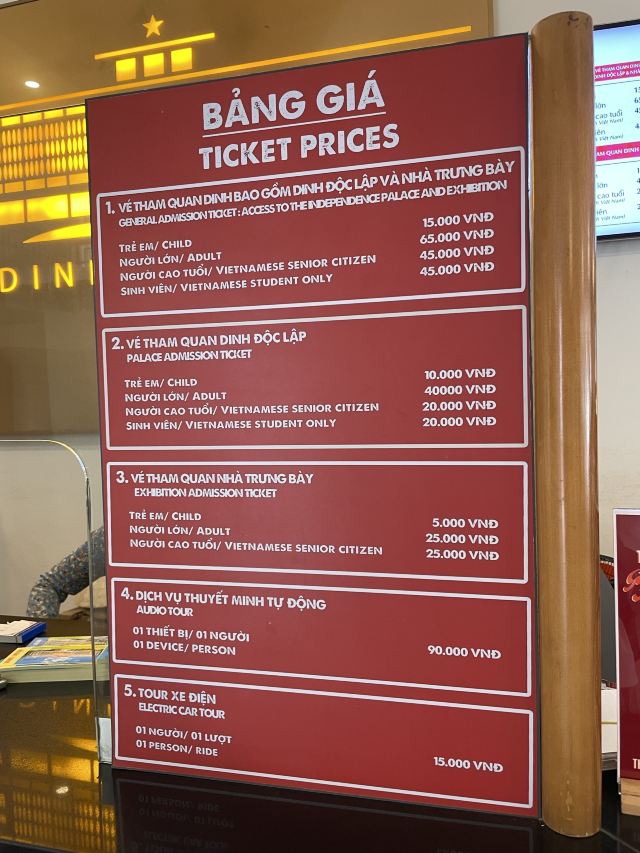 BẢNG GIÁ
TICKET PRICES
1. VÉ THAM QUAN DINH BAO GỒM DINH ĐỘC LẬP VÀ NHÀ TRƯNG BÀY
GENERAL ADMISSION TICKET: ACCESS TO THE IINDEPENDENCE PALACE AND EXHIBITION
TRẺ EM/ CHILD 15.000 VNĐ
NGƯỜI LỚN/ ADULT 65.000 VNĐ
NGƯỜI CAO TUỔI/ VIETNAMESE SENIOR CITIZEN 45.000 VNĐ
SINH VIÊN/ VIETNAMESE STUDENT ONLY 45.000 VNĐ
2. VÉ THAM QUAN DINH ĐỘC LẬP
PALACE ADMISSION TICKET
TRẺ EM/ CHILD 10.000 VNĐ
NGƯỜI LỚN/ ADULT 40000 VNĐ
NGƯỜI CAO TUỔI/ VIETNAMESE SENIOR CITIZEN 20.000 VNĐ
SINH VIÊN/ VIETNAMESE STUDENT ONLY 20.000 VNĐ
3. VÉ THAM QUAN NHÀ TRƯNG BÀY
EXHIBITION ADMISSION TICKET
TRẺ EM/ CHILD 5.000 VNĐ
NGƯỜI LỚN/ ADULT 25.000 VNĐ
NGƯỜI CAO TUỔI/ VIETNAMESE SENIOR CITIZEN 25.000 VNĐ
4. DỊCH VỤ THUYẾT MINH TỰ ĐỘNG
AUDIO TOUR
01 THIẾT BỊ/ 01 NGƯỜI
01 DEVICE/ PERSON 90.000 VNĐ
5. TOUR XE ĐIỆN
ELECTRIC CAR TOUR
01 NGƯỜI/ 01 LƯỢT
01 PERSON/ RIDE 15.000 VNĐ
DIN